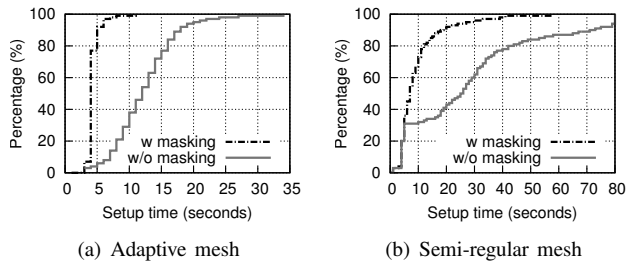 Percentage (%)
100
80
60
40
20
0
w masking
w/o masking
0 5 10 15 20 25 30 35
Setup time (seconds)
(a) Adaptive mesh
Percentage (%)
100
80
60
40
20
0
w masking
w/o masking
0 10 20 30 40 50 60 70 80
Setup time (seconds)
(b) Semi-regular mesh